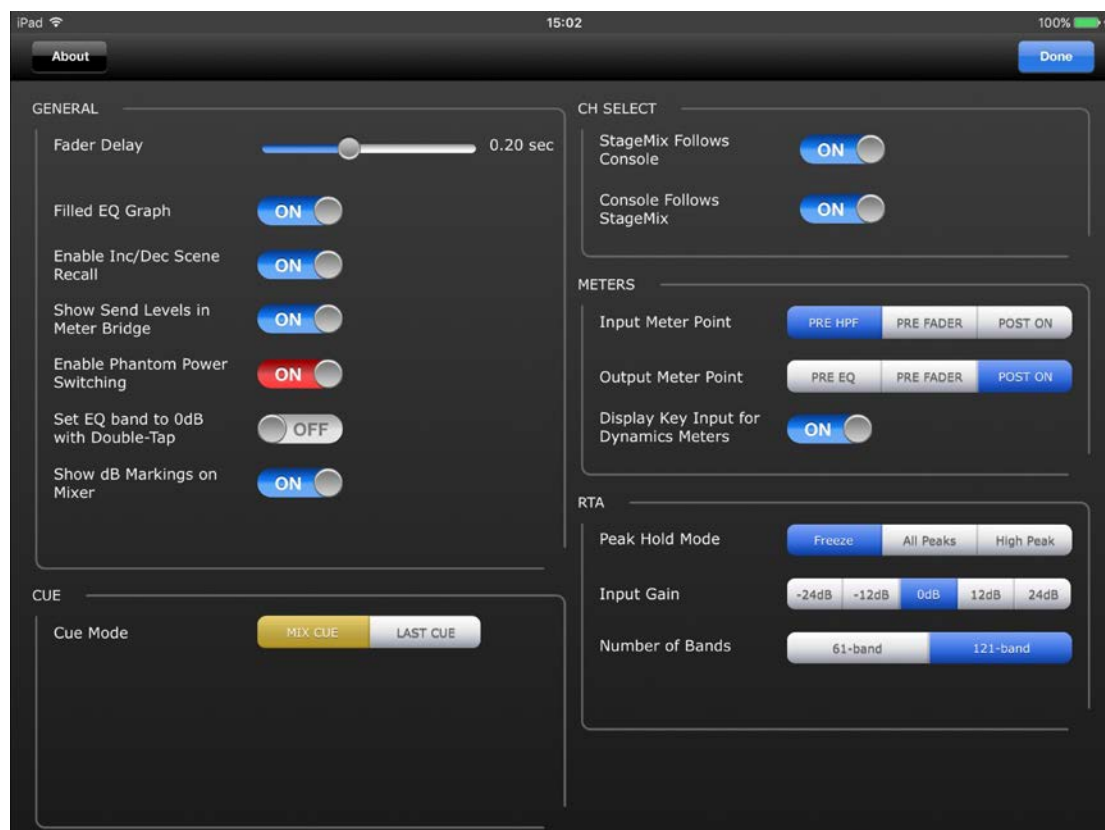 iPad 15:02 100%
About Done
GENERAL
Fader Delay 0.20 sec
Filled EQ Graph ON
Enable Inc/Dec Scene
Recall ON
Show Send Levels in
Meter Bridge ON
Enable Phantom Power
Switching ON
Set EQ band to 0dB
with Double-Tap OFF
Show dB Markings on
Mixer ON
CUE
Cue Mode MIX CUE LAST CUE
CH SELECT
StageMix Follows
Console ON
Console Follows
StageMix ON
METERS
Input Meter Point PRE HPF PRE FADER POST ON
Output Meter Point PRE EQ PRE FADER POST ON
Display Key Input for
Dynamics Meters ON
RTA
Peak Hold Mode Freeze All Peaks High Peak
Input Gain -24dB -12dB 0dB 12dB 24dB
Number of Bands 61-band 121-band